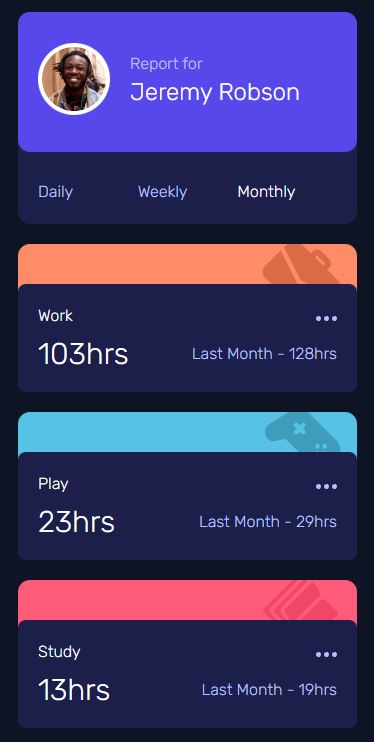 Report for
Jeremy Robson
Daily Weekly Monthly
Work
103hrs Last Month - 128hrs
Play
23hrs Last Month - 29hrs
Study
13hrs Last Month - 19hrs